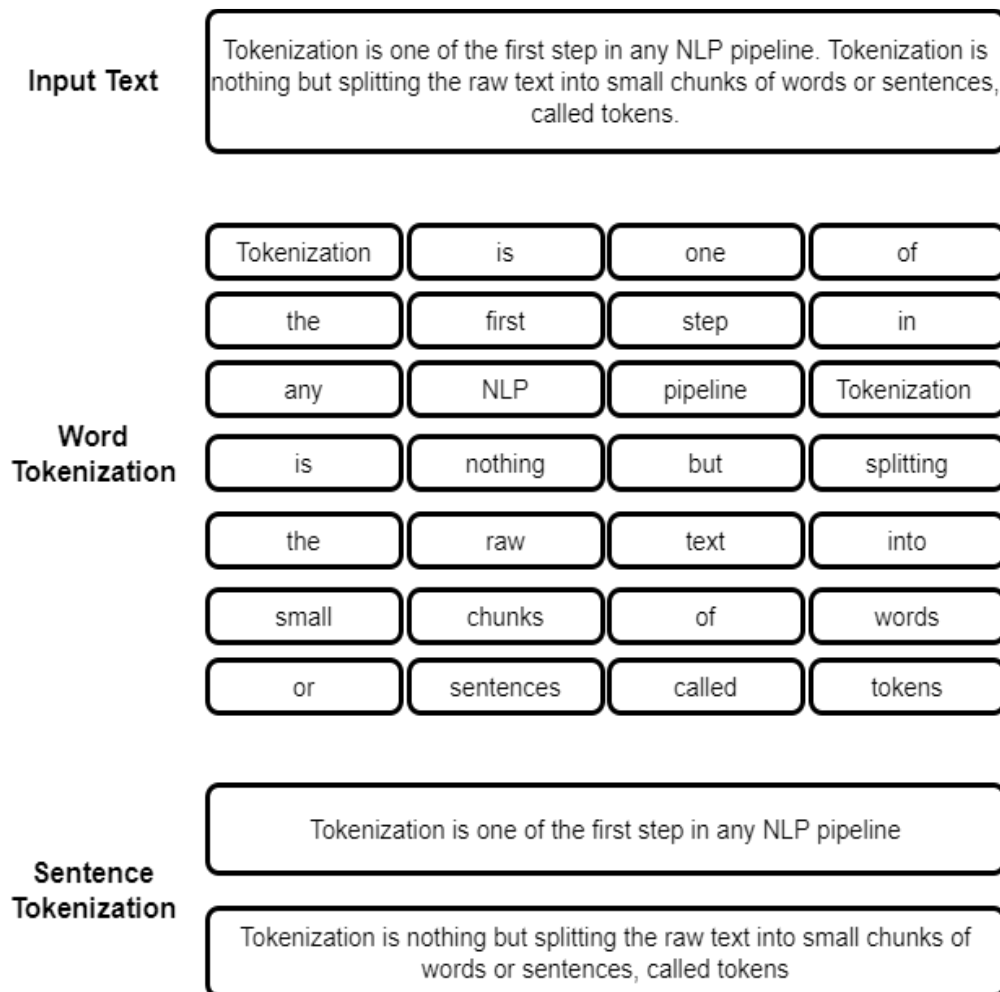 Input Text
Tokenization is one of the first step in any NLP pipeline. Tokenization is
nothing but splitting the raw text into small chunks of words or sentences,
called tokens.
Word
Tokenization
Tokenization is one of
the first step in
any NLP pipeline Tokenization
is nothing but splitting
the raw text into
small chunks of words
or sentences called tokens
Sentence
Tokenization
Tokenization is one of the first step in any NLP pipeline
Tokenization is nothing but splitting the raw text into small chunks of
words or sentences, called tokens